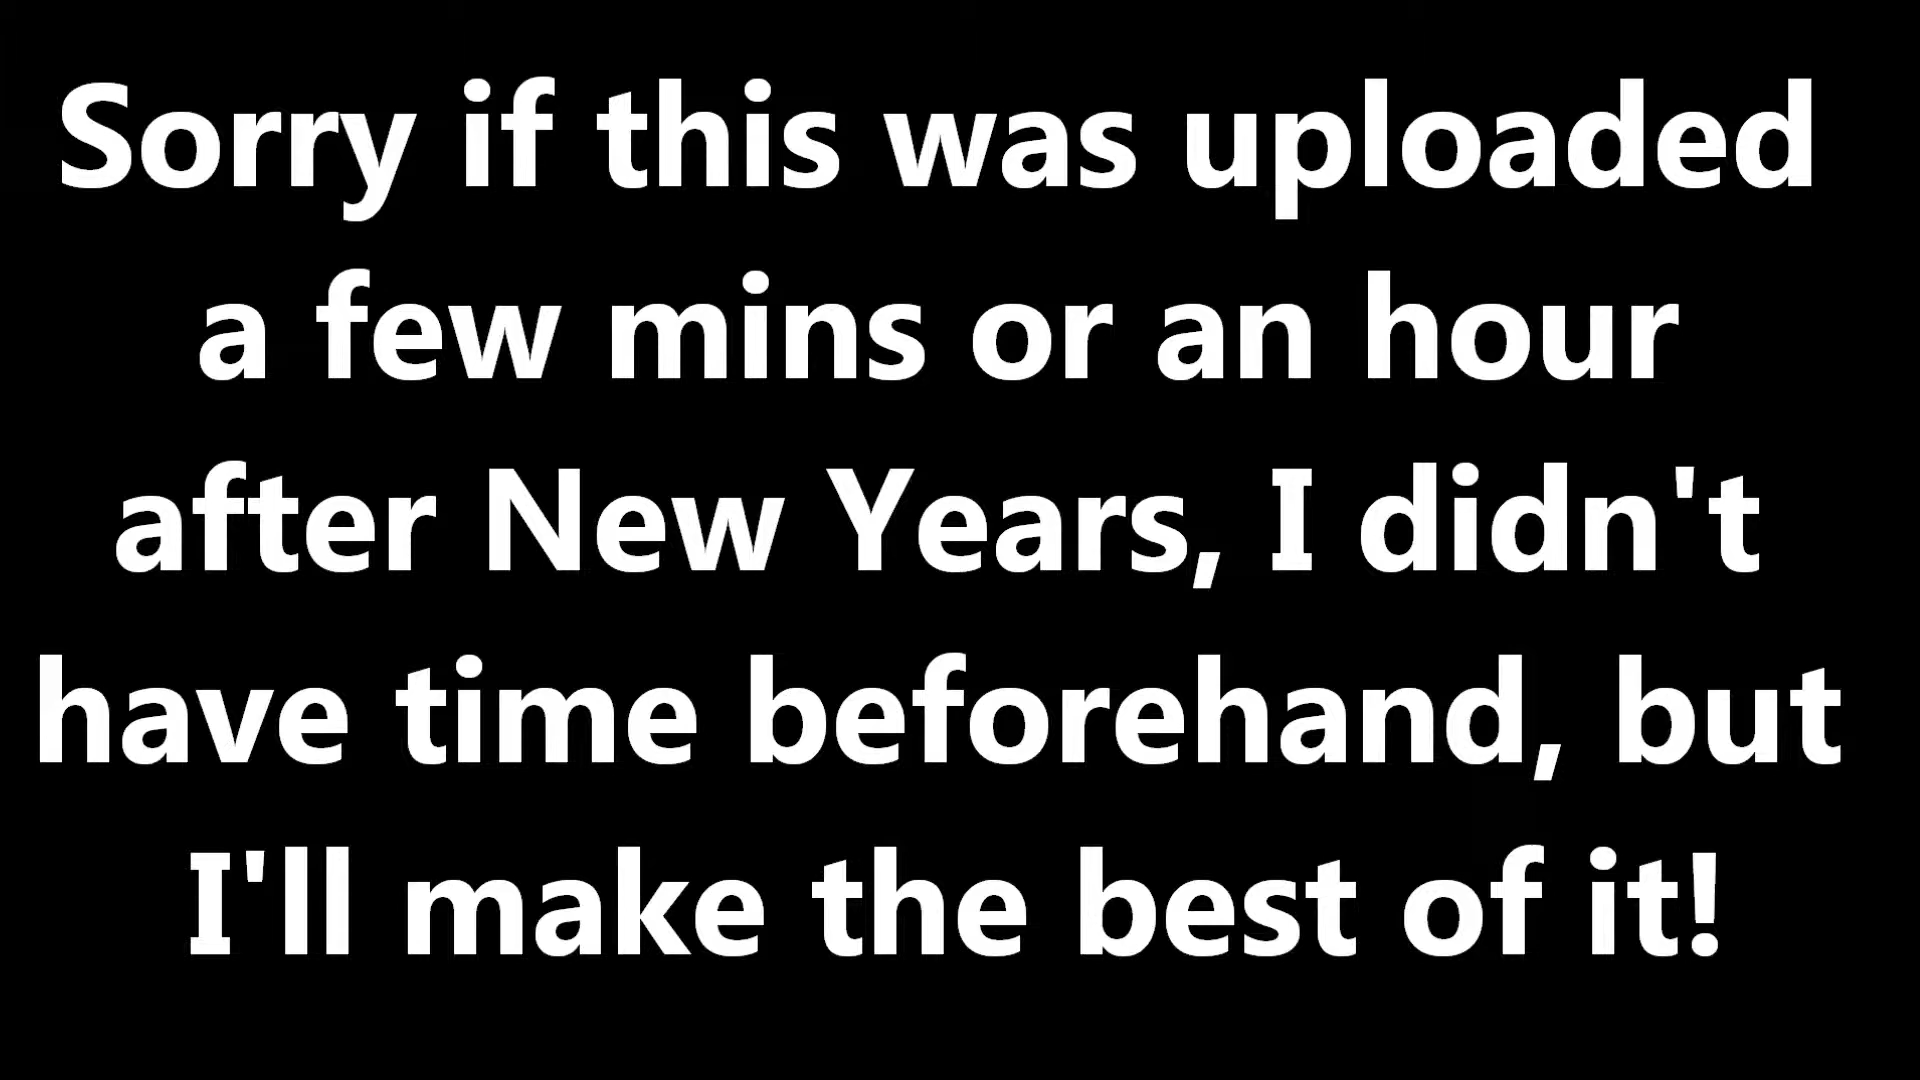 Sorry if this was uploaded
a few mins or an hour
after New Years, I didn't
have time beforehand, but
I'll make the best of it!